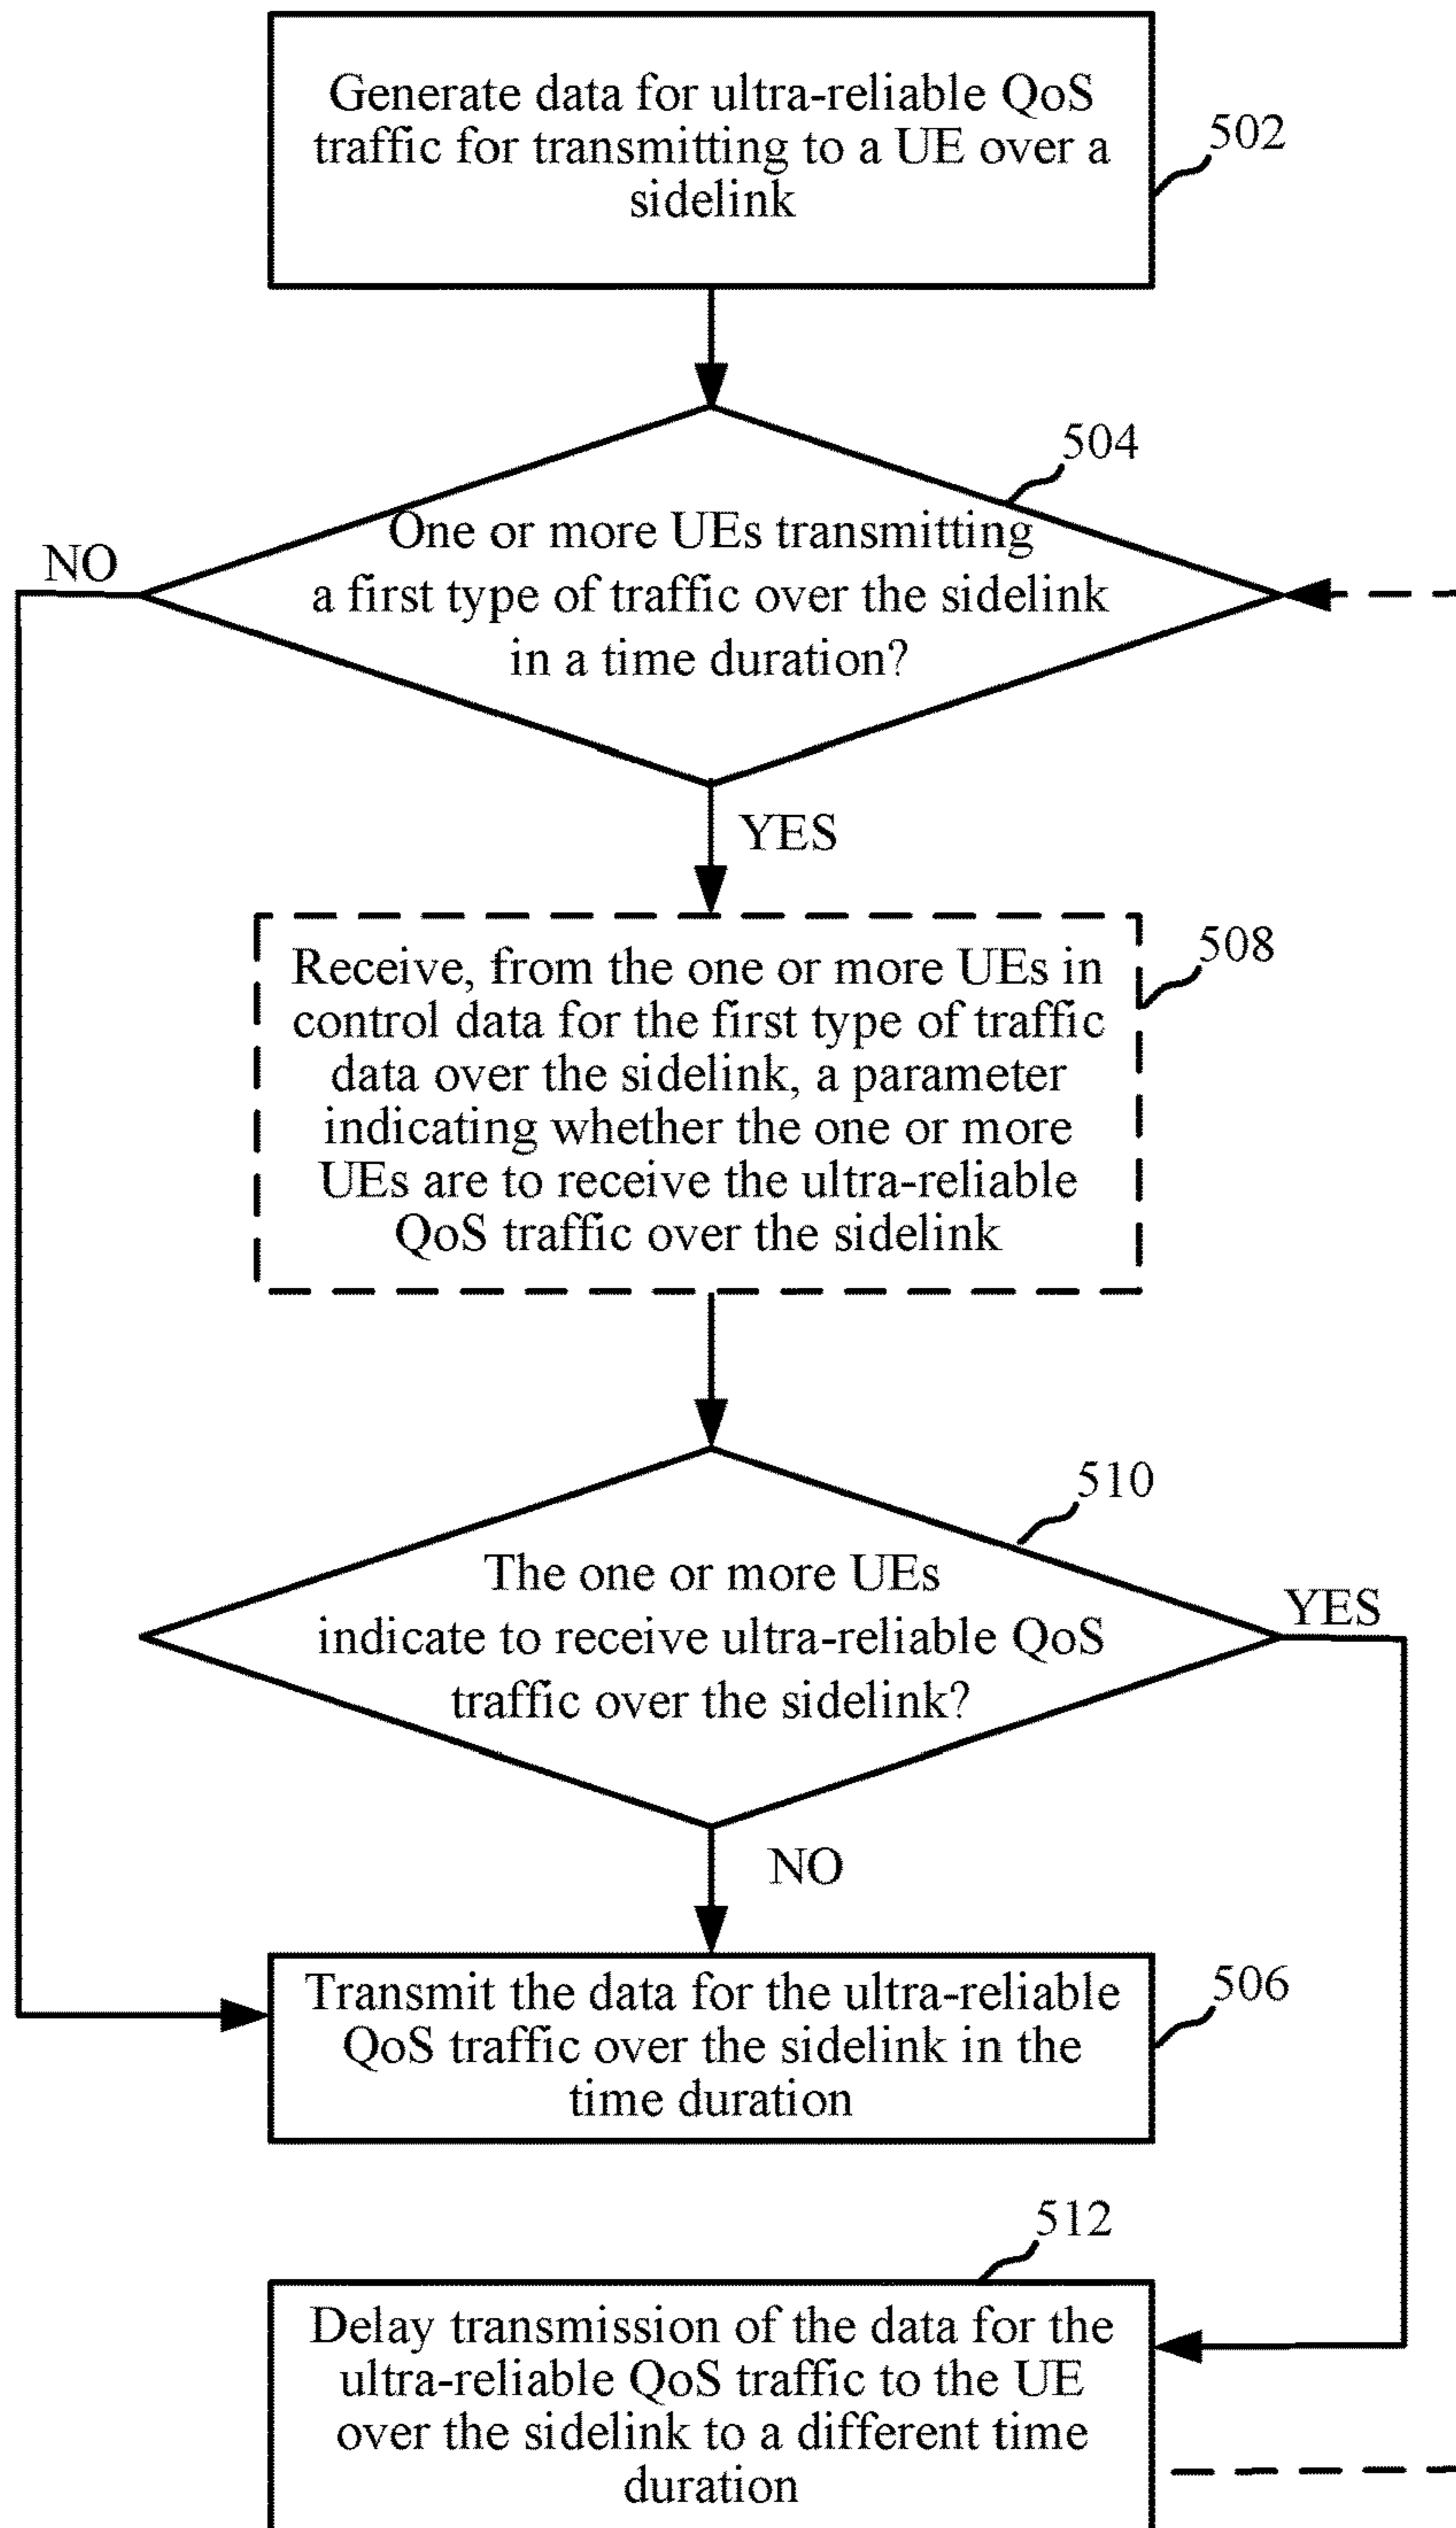 Generate data for ultra-reliable QoS
traffic for transmitting to a UE over a
sidelink
502
504
One or more UEs transmitting
a first type of traffic over the sidelink
in a time duration?
NO
YES
508
Receive, from the one or more UEs in
control data for the first type of traffic
data over the sidelink, a parameter
indicating whether the one or more
UEs are to receive the ultra-reliable
QoS traffic over the sidelink
510
The one or more UEs
indicate to receive ultra-reliable QoS
traffic over the sidelink?
YES
NO
Transmit the data for the ultra-reliable
QoS traffic over the sidelink in the
time duration
506
512
Delay transmission of the data for the
ultra-reliable QoS traffic to the UE
over the sidelink to a different time
duration